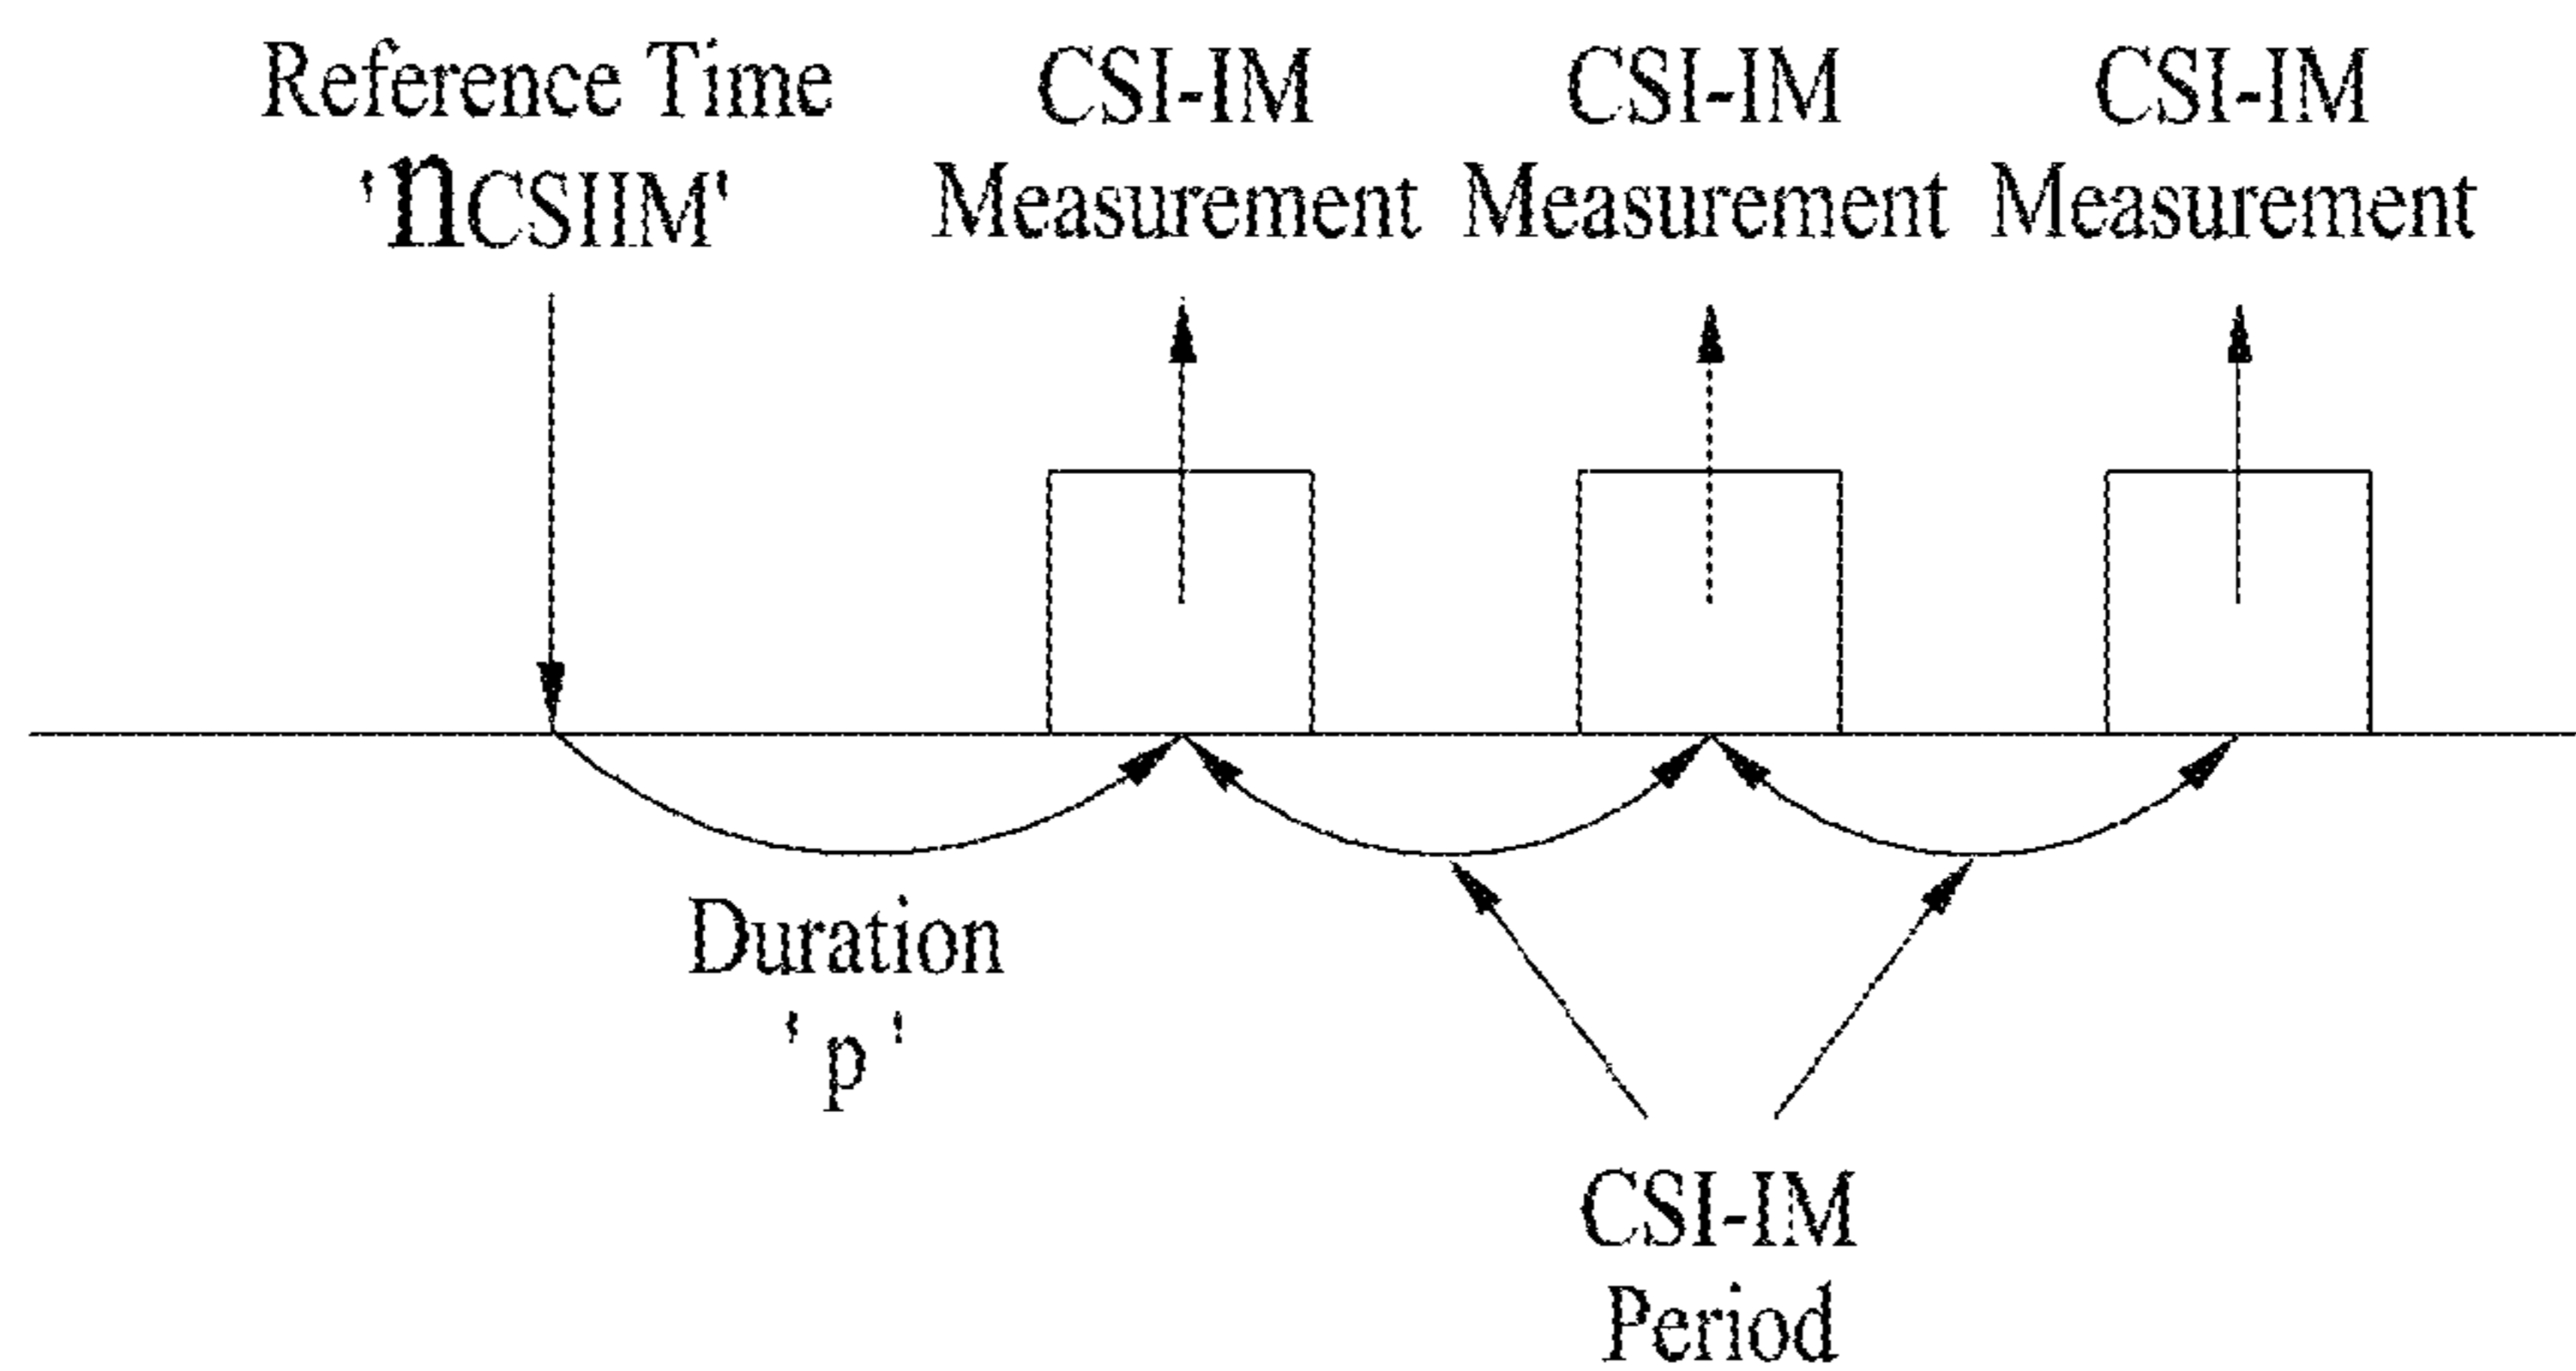 Reference Time
'nCSIIM'
CSI-IM
Measurement
CSI-IM
Measurement
CSI-IM
Measurement
Duration
'p'
CSI-IM
Period